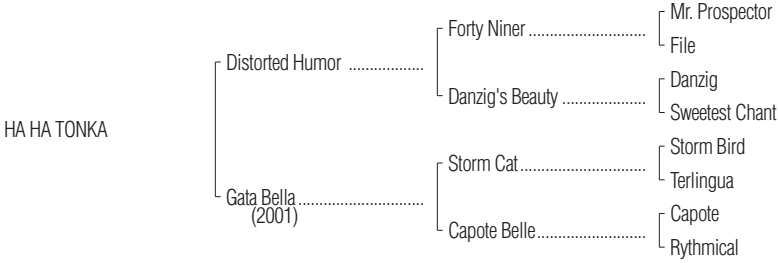 Mr. Prospector
Forty Niner ..............................
File
Distorted Humor .................
Danzig
Danzig's Beauty .....................
Sweetest Chant
HA HA TONKA
Storm Bird
Storm Cat ................................
Terlingua
Gata Bella ..............................
(2001)
Capote
Capote Belle ...........................
Rythmical